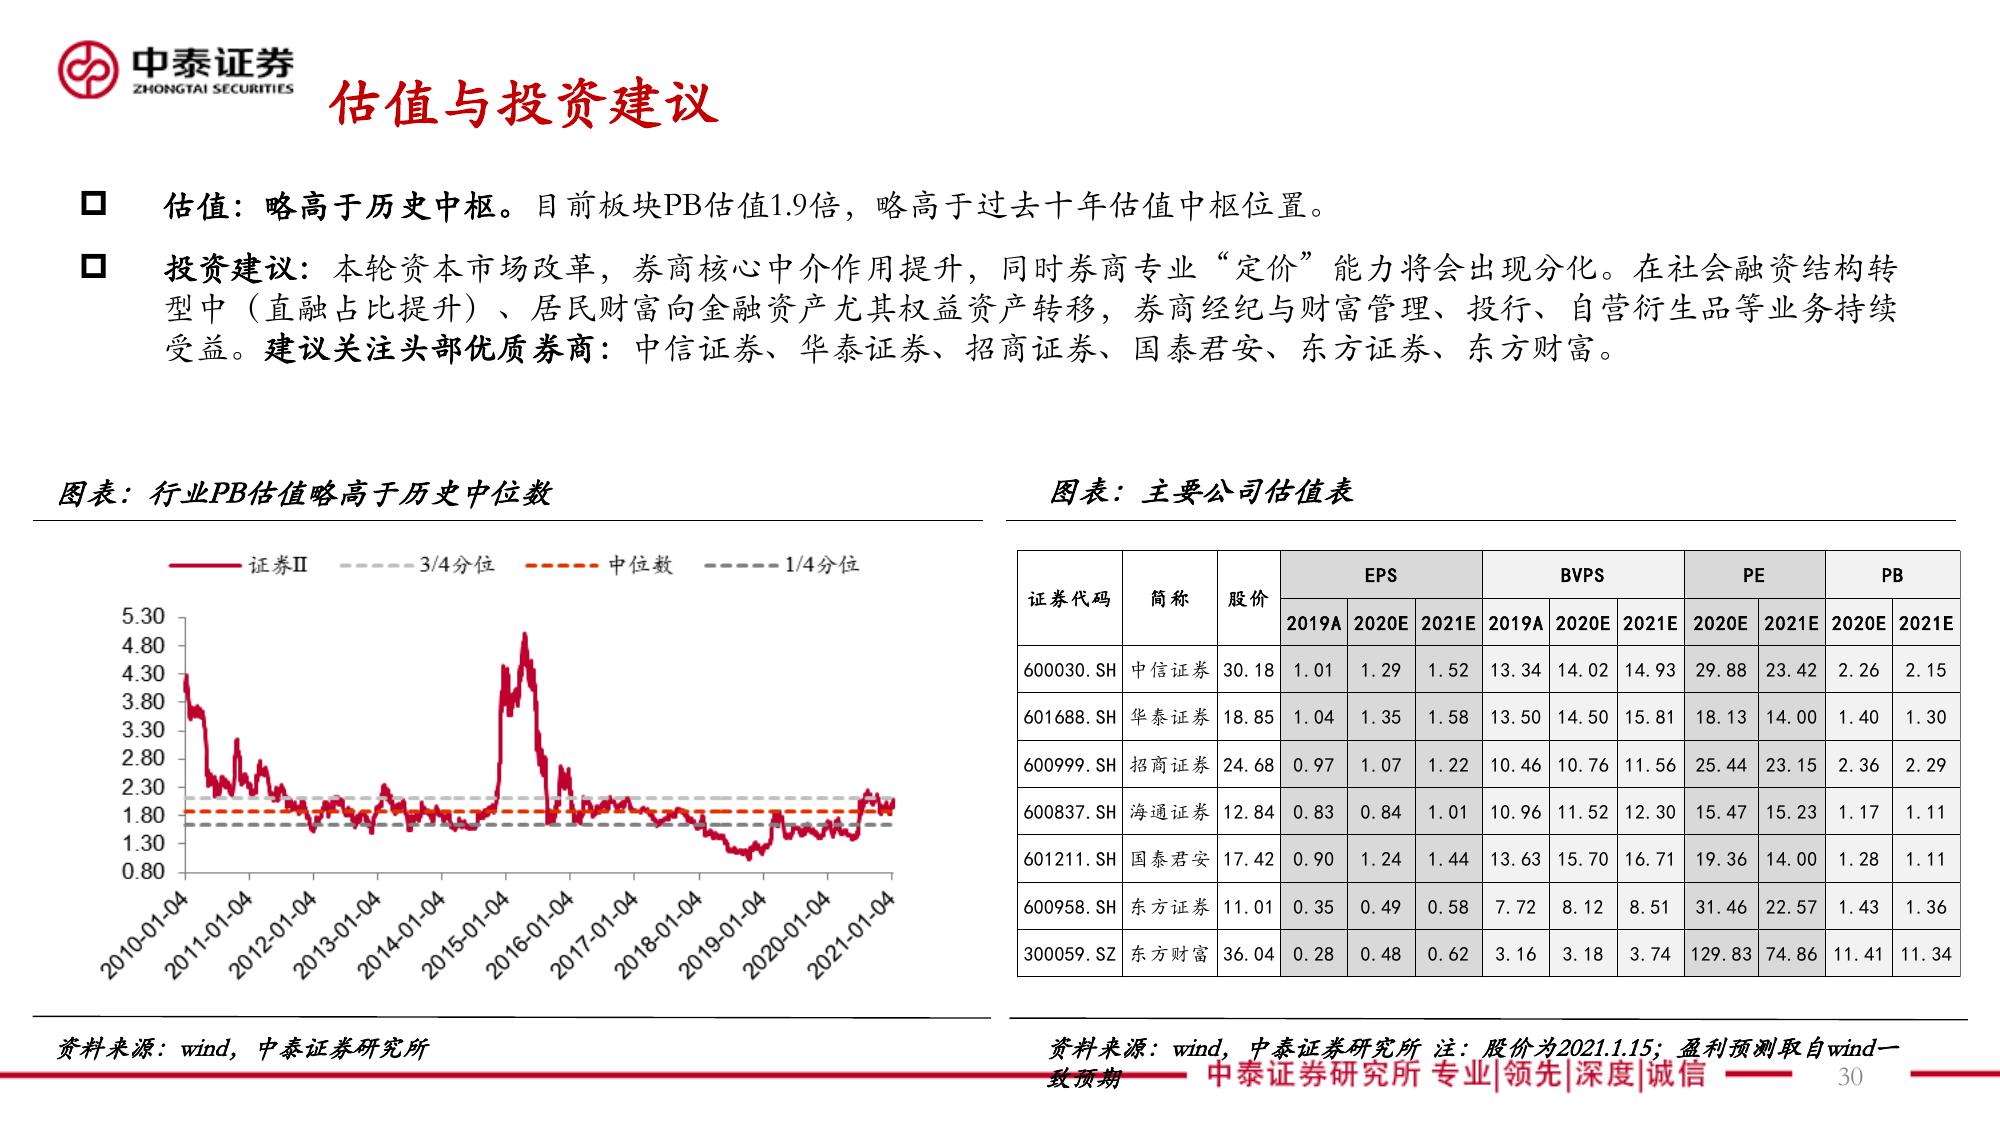 中泰证券
ZHONGTAI SECURITIES
估值与投资建议
估值：略高于历史中枢。目前板块PB估值1.9倍，略高于过去十年估值中枢位置。
投资建议：本轮资本市场改革，券商核心中介作用提升，同时券商专业“定价”能力将会出现分化。在社会融资结构转
型中（直融占比提升）、居民财富向金融资产尤其权益资产转移，券商经纪与财富管理、投行、自营衍生品等业务持续
受益。建议关注头部优质券商：中信证券、华泰证券、招商证券、国泰君安、东方证券、东方财富。
图表：行业PB估值略高于历史中位数
证券II 3/4分位 中位数 1/4分位
5.30
4.80
4.30
3.80
3.30
2.80
2.30
1.80
1.30
0.80
2010-01-04 2011-01-04 2012-01-04 2013-01-04 2014-01-04 2015-01-04 2016-01-04 2017-01-04 2018-01-04 2019-01-04 2020-01-04 2021-01-04
资料来源：wind，中泰证券研究所
图表：主要公司估值表
证券代码 简称 股价 EPS BVPS PE PB
2019A 2020E 2021E 2019A 2020E 2021E 2020E 2021E 2020E 2021E
600030.SH 中信证券 30.18 1.01 1.29 1.52 13.34 14.02 14.93 29.88 23.42 2.26 2.15
601688.SH 华泰证券 18.85 1.04 1.35 1.58 13.50 14.50 15.81 18.13 14.00 1.40 1.30
600999.SH 招商证券 24.68 0.97 1.07 1.22 10.46 10.76 11.56 25.44 23.15 2.36 2.29
600837.SH 海通证券 12.84 0.83 0.84 1.01 10.96 11.52 12.30 15.47 15.23 1.17 1.11
601211.SH 国泰君安 17.42 0.90 1.24 1.44 13.63 15.70 16.71 19.36 14.00 1.28 1.11
600958.SH 东方证券 11.01 0.35 0.49 0.58 7.72 8.12 8.51 31.46 22.57 1.43 1.36
300059.SZ 东方财富 36.04 0.28 0.48 0.62 3.16 3.18 3.74 129.83 74.86 11.41 11.34
资料来源：wind，中泰证券研究所 注：股价为2021.1.15；盈利预测取自wind一
致预期
中泰证券研究所 专业|领先|深度|诚信
30